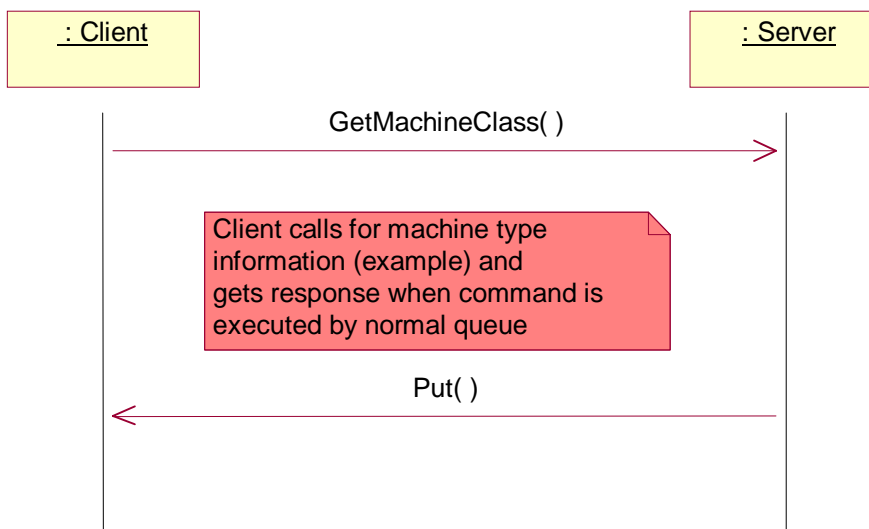 : Client
: Server
GetMachineClass( )
Client calls for machine type
information (example) and
gets response when command is
executed by normal queue
Put( )